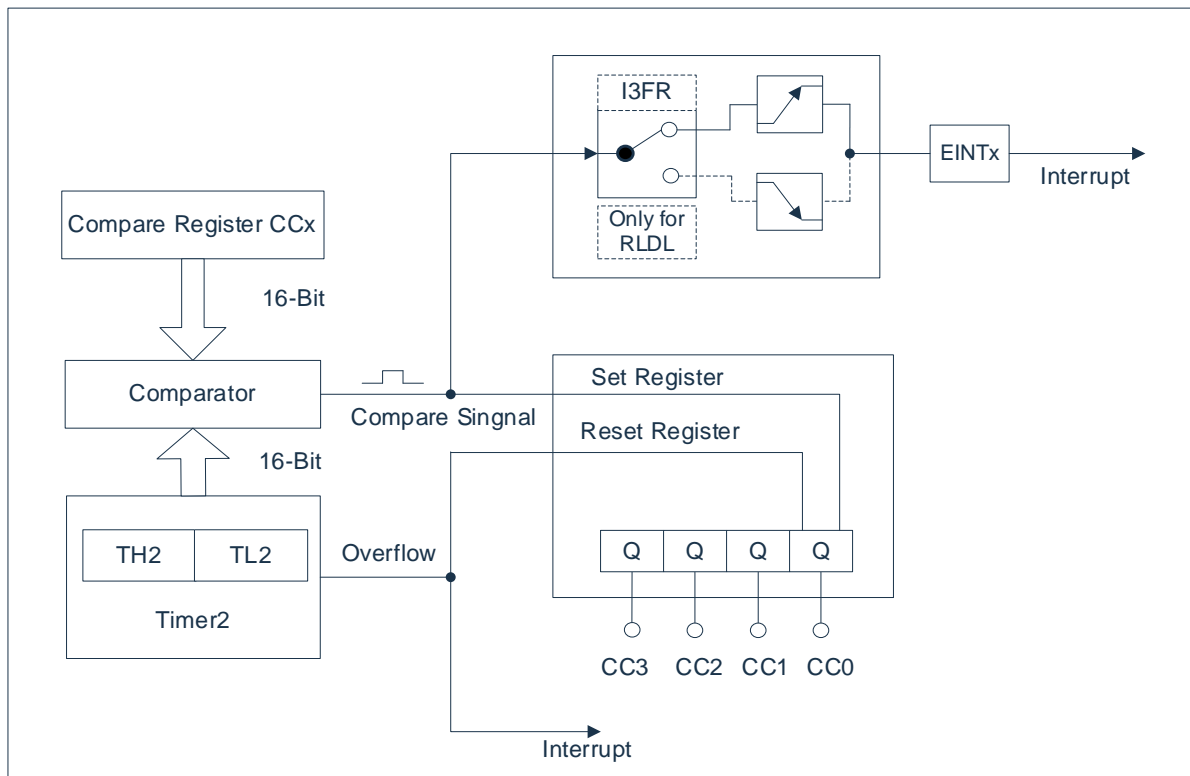 I3FR
Only for
RLDL
EINTx
Interrupt
Compare Register CCx
16-Bit
Comparator
Compare Singnal
Set Register
Reset Register
16-Bit
TH2
TL2
Timer2
Overflow
Q
Q
Q
Q
CC3
CC2
CC1
CC0
Interrupt